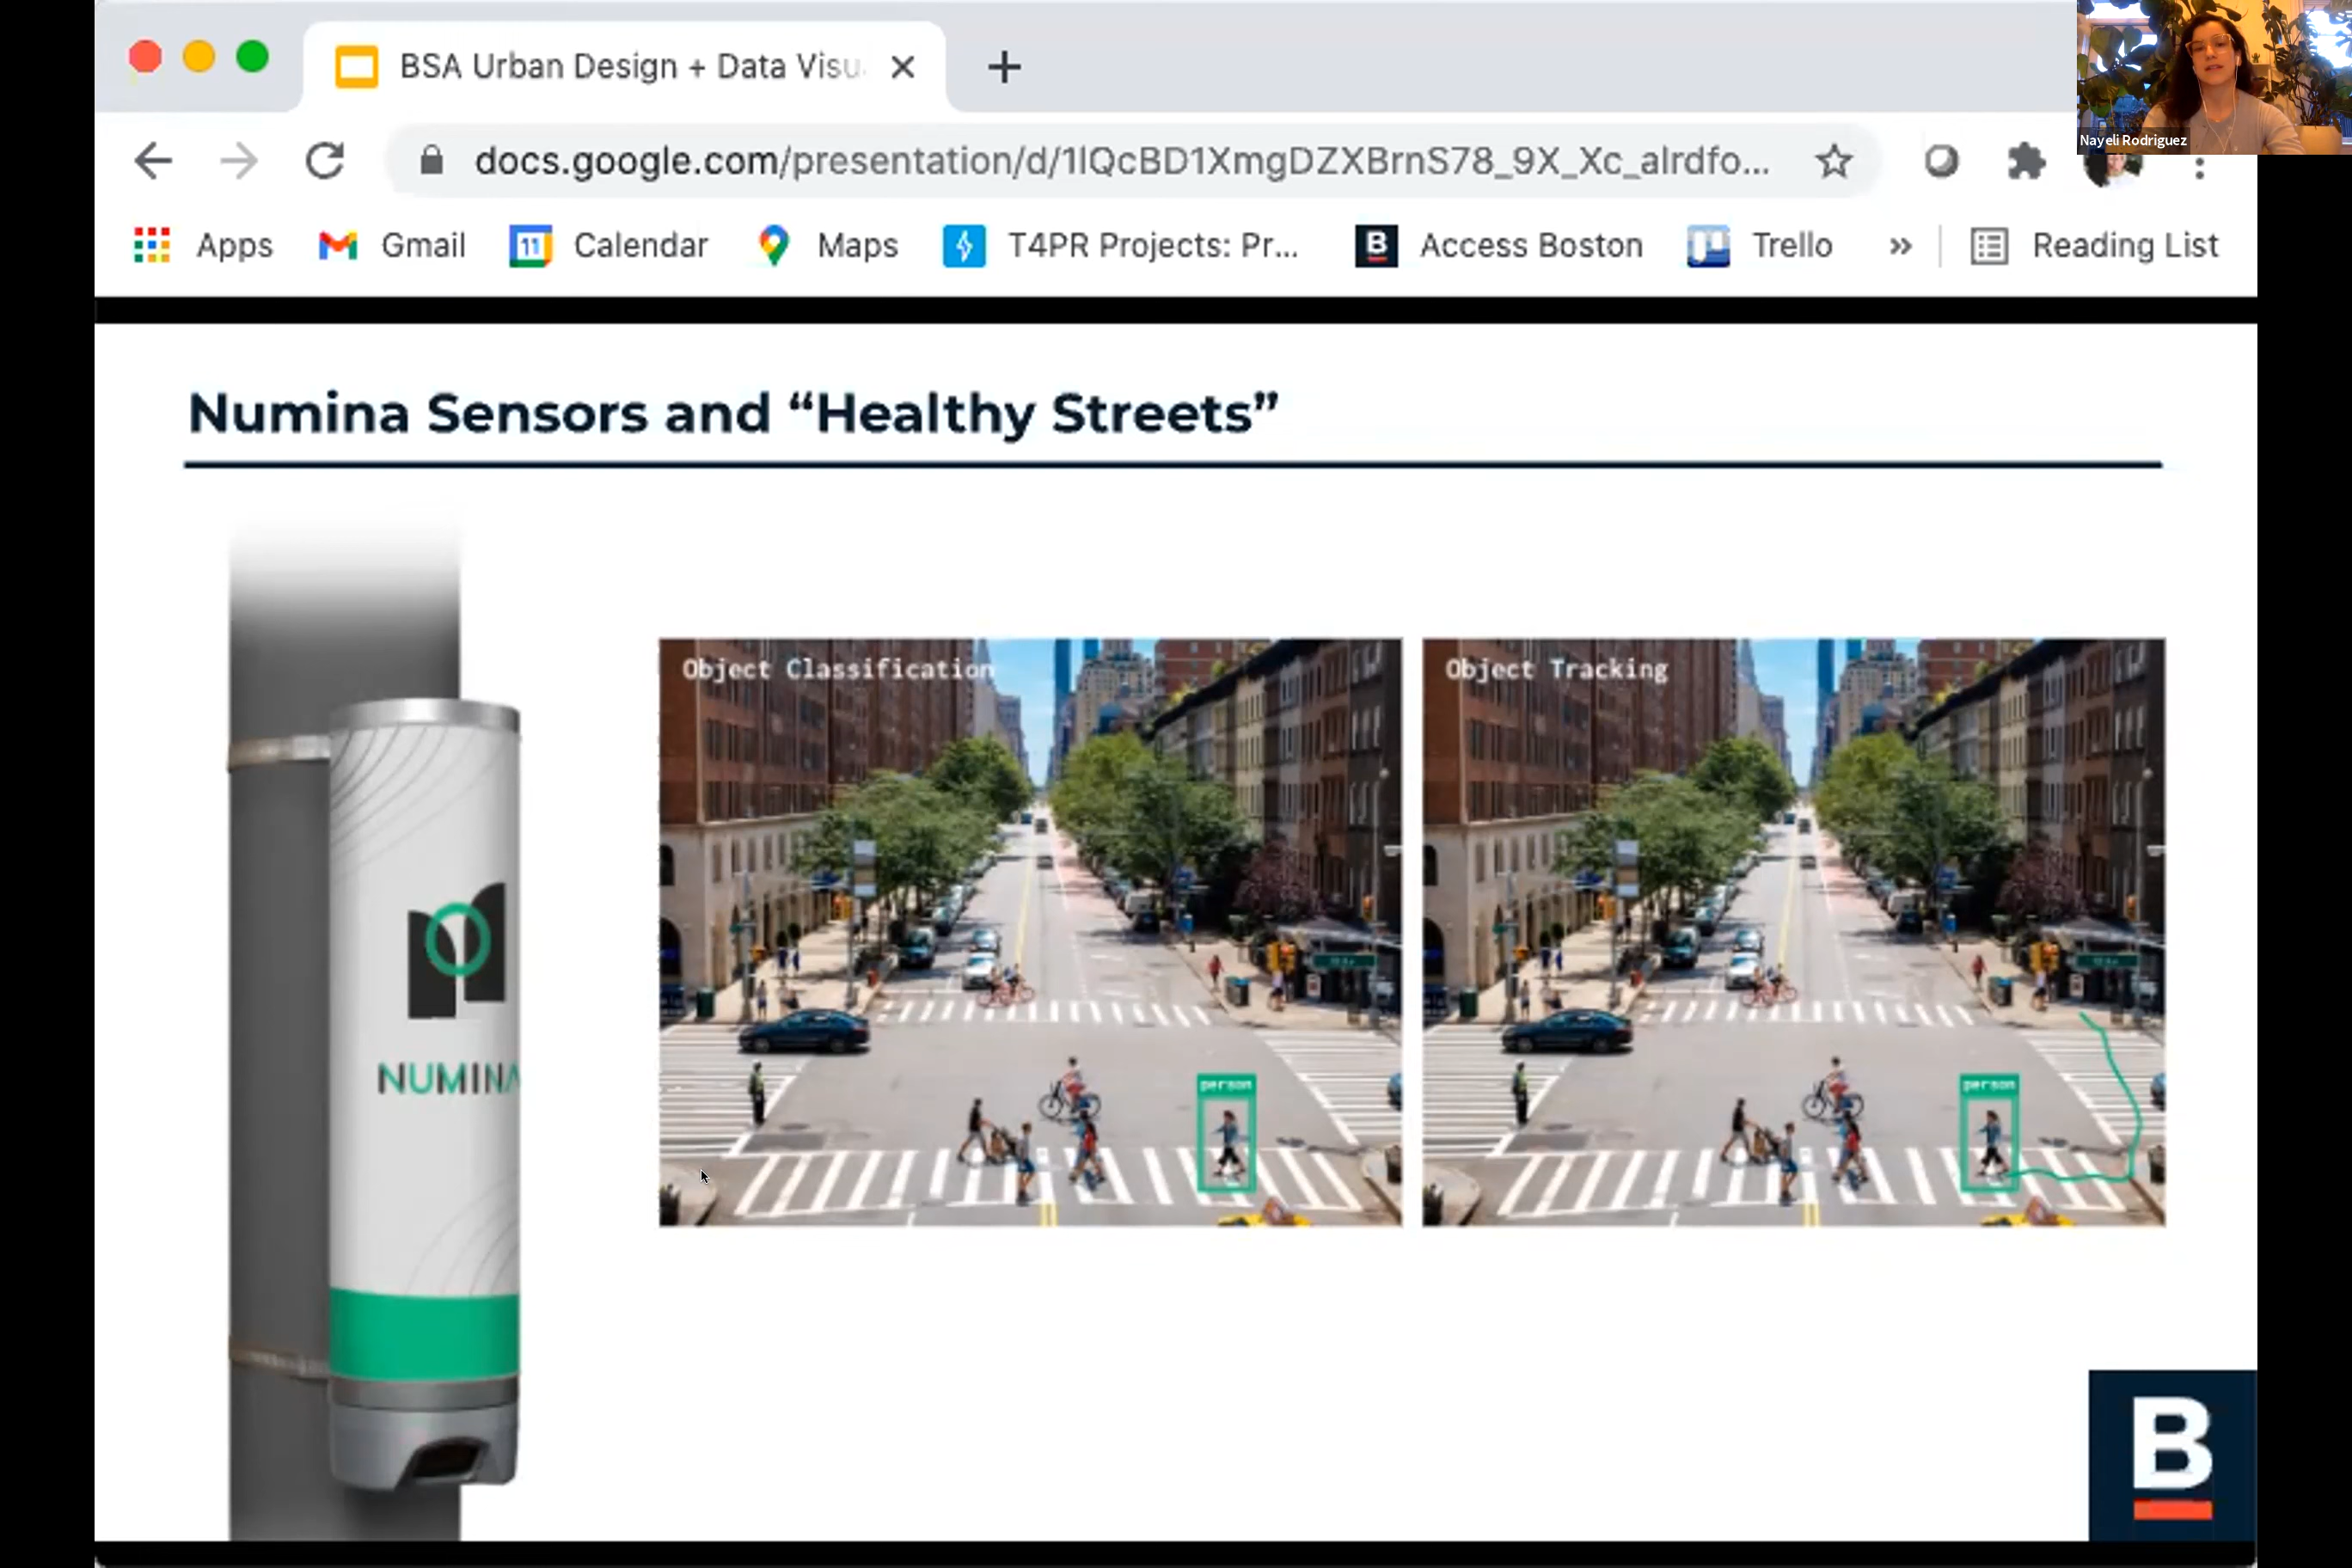 BSA Urban Design + Data Visu
docs.google.com/presentation/d/1lQcBD1XmgDZXBrnS78_9X_Xc_alrdfo...
Nayeli Rodriguez
Apps Gmail 11 Calendar Maps T4PR Projects: Pr... B Access Boston Trello » Reading List
Numina Sensors and “Healthy Streets”
Object Classification
Object Tracking
NUMINA
person
person
B